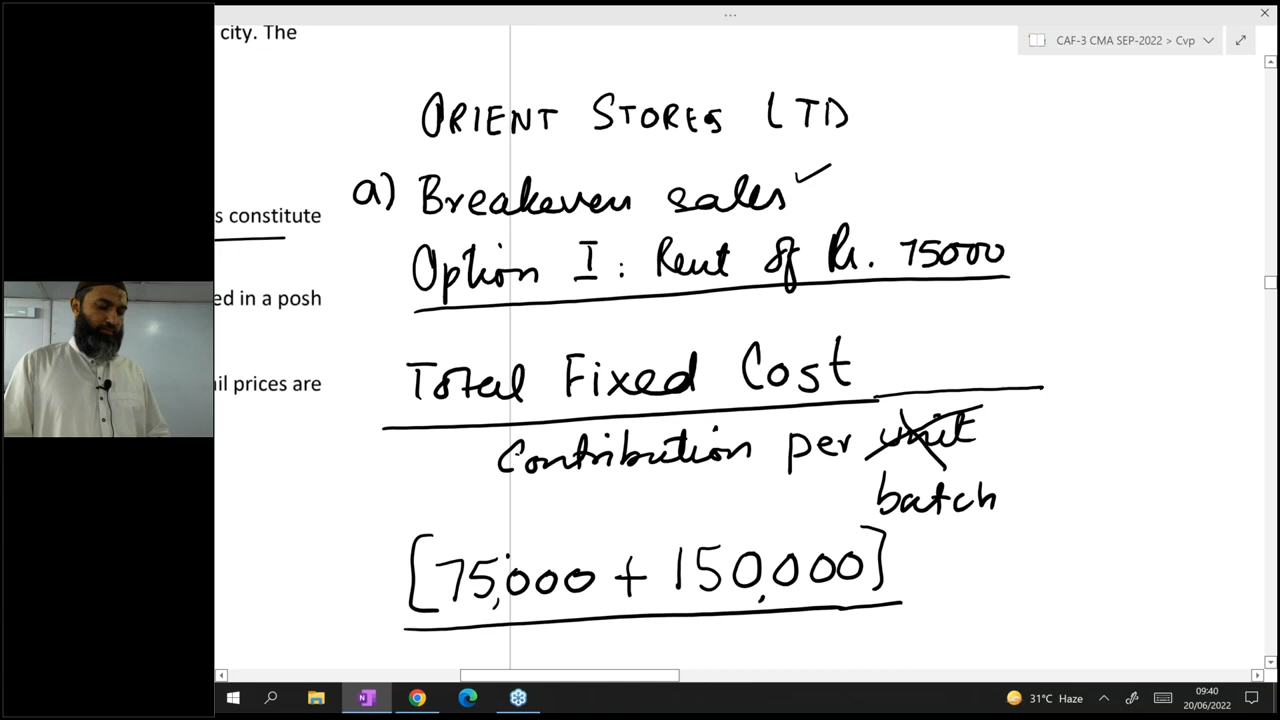 city. The
CAF-3 CMA SEP-2022 > Cvp
ORIENT STORES LTD
a) Breakeven sales
s constitute
Option I: Rent of Rs. 75000
ed in a posh
Total Fixed Cost
il prices are
Contribution per unit
batch
[75,000 + 150,000]
31°C Haze
09:40
20/06/2022